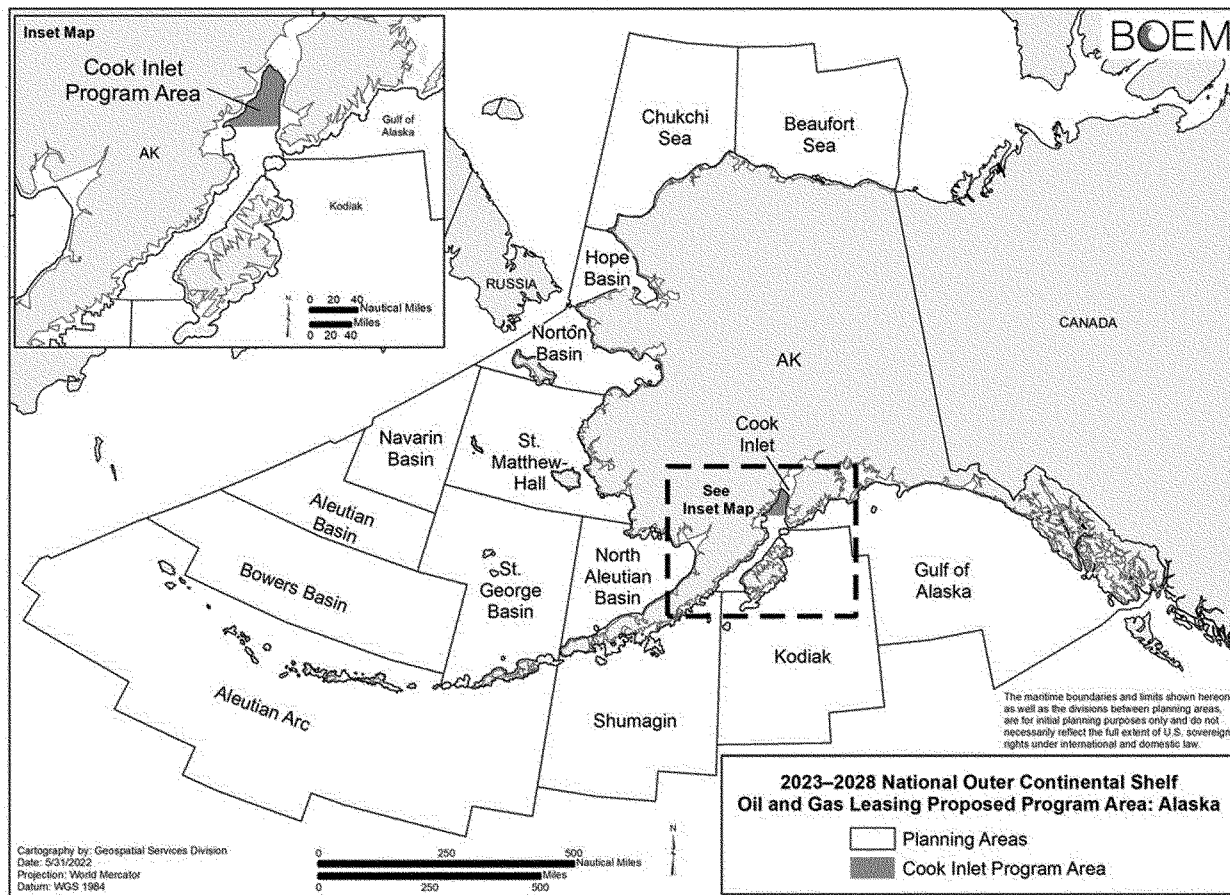 Inset Map
Cook Inlet
Program Area
Gulf of
Alaska
AK
Kodiak
N
0 20 40
Nautical Miles
Miles
0 20 40
BOEM
Chukchi
Sea
Beaufort
Sea
Hope
Basin
RUSSIA
Norton
Basin
CANADA
AK
Navarin
Basin
St.
Matthew-
Hall
Cook
Inlet
See
Inset Map
Aleutian
Basin
Bowers Basin
St.
George
Basin
North
Aleutian
Basin
Gulf of
Alaska
Kodiak
Aleutian Arc
Shumagin
The maritime boundaries and limits shown hereon,
as well as the divisions between planning areas,
are for initial planning purposes only and do not
necessarily reflect the full extent of U.S. sovereign
rights under international and domestic law.
2023–2028 National Outer Continental Shelf
Oil and Gas Leasing Proposed Program Area: Alaska
Planning Areas
Cook Inlet Program Area
Cartography by: Geospatial Services Division
Date: 5/31/2022
Projection: World Mercator
Datum: WGS 1984
0 250 500
Nautical Miles
Miles
0 250 500
N